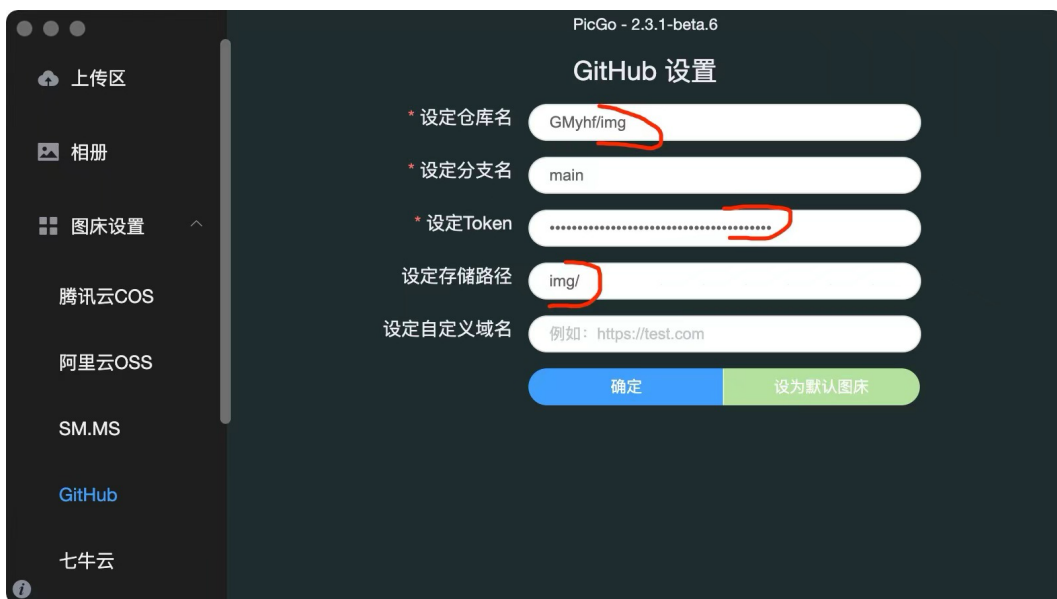 PicGo - 2.3.1-beta.6
上传区
相册
图床设置
腾讯云COS
阿里云OSS
SM.MS
GitHub
七牛云
GitHub 设置
* 设定仓库名 GMyhf/img
* 设定分支名 main
* 设定Token
设定存储路径 img/
设定自定义域名 例如：https://test.com
确定 设为默认图床